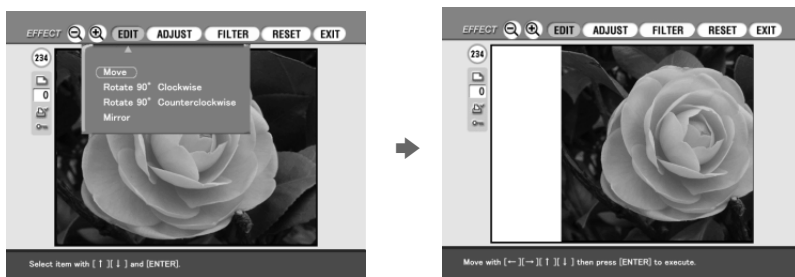 EFFECT EDIT ADJUST FILTER RESET EXIT
234
0
Move
Rotate 90° Clockwise
Rotate 90° Counterclockwise
Mirror
Select item with [ ↑ ][ ↓ ] and [ENTER].
EFFECT EDIT ADJUST FILTER RESET EXIT
234
0
Move with [ ← ][ → ][ ↑ ][ ↓ ] then press [ENTER] to execute.